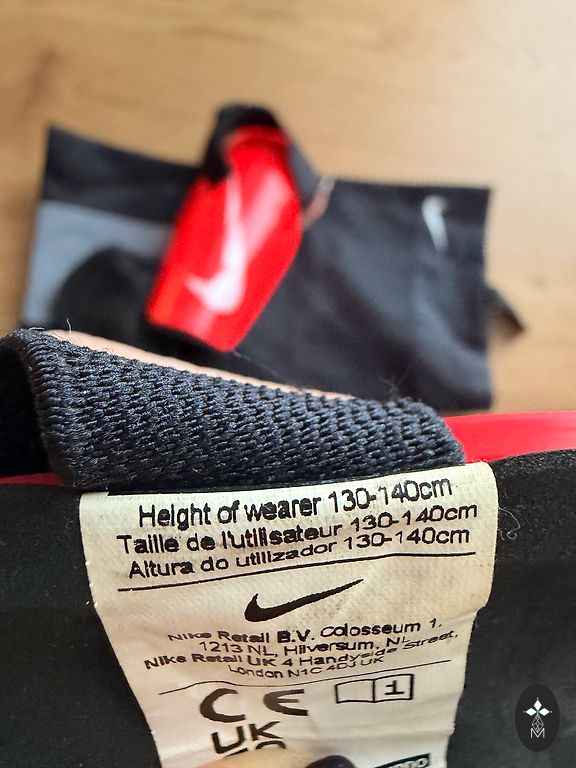 Height of wearer 130-140cm
Taille de l'utilisateur 130-140cm
Altura do utilizador 130-140cm
Nike Retail B.V. Colosseum 1,
1213 NL, Hilversum, NL
Nike Retail UK 4 Handyside Street,
London N1C 4DJ UK
CE
1
UK
M